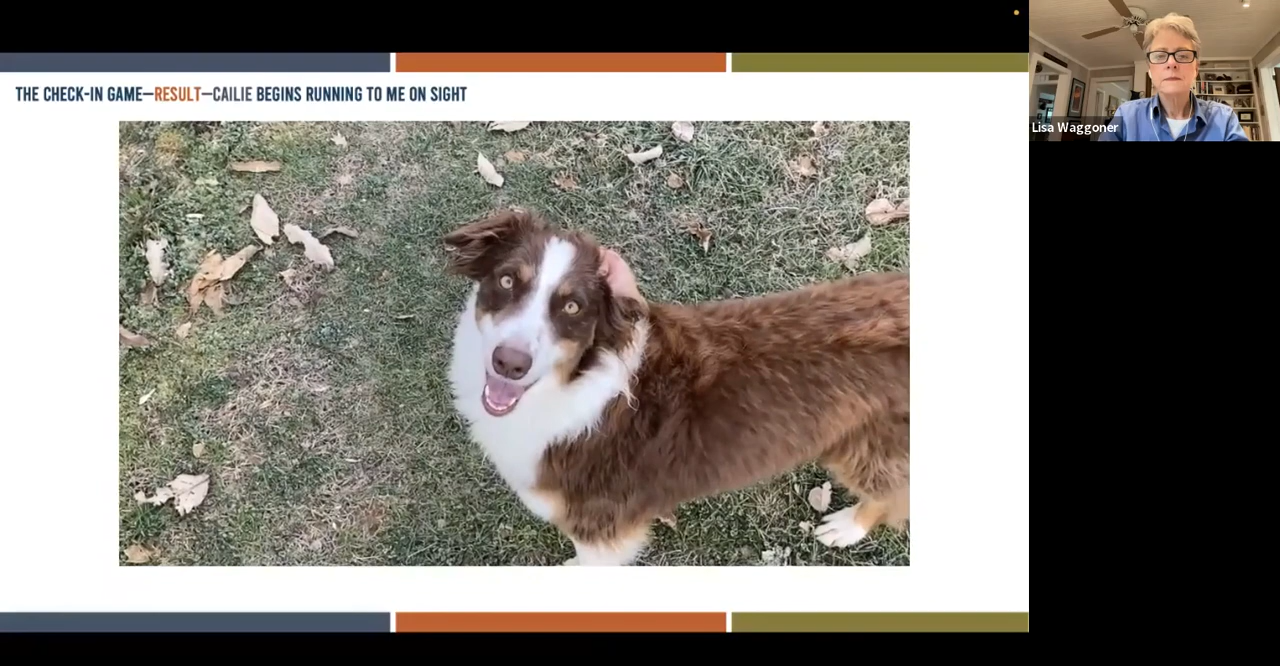 THE CHECK-IN GAME—RESULT—CAILIE BEGINS RUNNING TO ME ON SIGHT
Lisa Waggoner